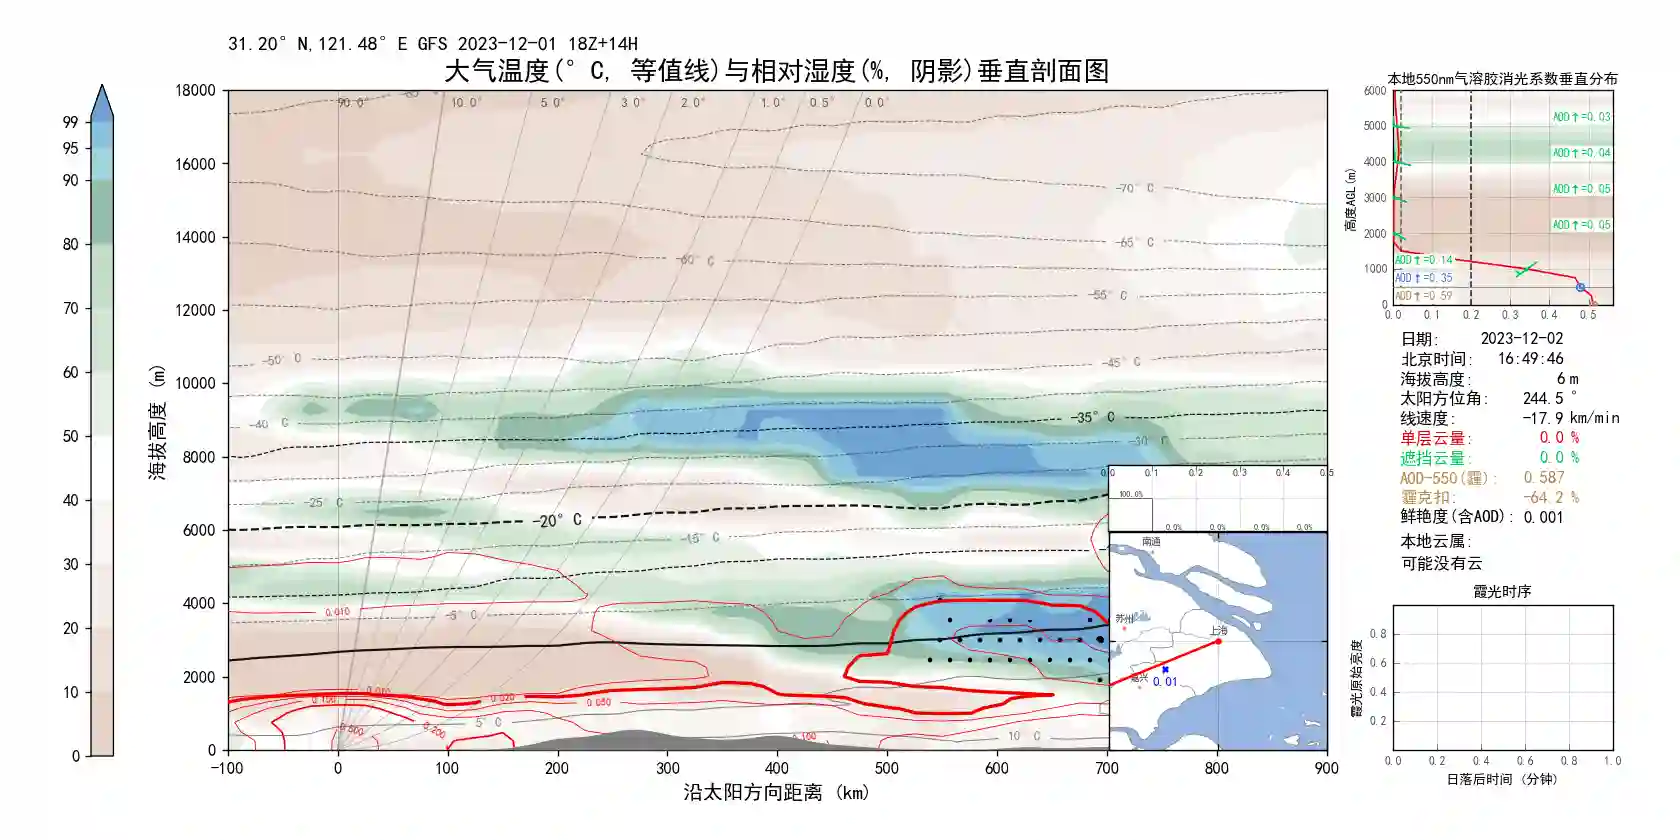 31.20° N,121.48° E GFS 2023-12-01 18Z+14H
大气温度(° C, 等值线)与相对湿度(%, 阴影)垂直剖面图
99
95
90
80
70
60
50
40
30
20
10
0
海拔高度 (m)
18000
16000
14000
12000
10000
8000
6000
4000
2000
0
90.0° 10.0° 5.0° 3.0° 2.0° 1.0° 0.5° 0.0°
-70° C
-65° C
-60° C
-55° C
-50° C
-45° C
-40° C
-35° C
-30° C
-25° C
-20° C
-15° C
-5° C
5° C
10° C
0.010
0.020
0.050
0.100
0.200
0.500
0.100
-100 0 100 200 300 400 500 600 700 800 900
沿太阳方向距离 (km)
0.0 0.1 0.2 0.3 0.4 0.5
100.0%
0.0% 0.0% 0.0% 0.0%
南通
苏州
上海
嘉兴
0.01
本地550nm气溶胶消光系数垂直分布
高度AGL(m)
6000
5000
4000
3000
2000
1000
0
AOD↑=0.03
AOD↑=0.04
AOD↑=0.05
AOD↑=0.05
AOD↑=0.14
AOD↑=0.35
AOD↑=0.59
0.0 0.1 0.2 0.3 0.4 0.5
日期: 2023-12-02
北京时间: 16:49:46
海拔高度: 6 m
太阳方位角: 244.5 °
线速度: -17.9 km/min
单层云量: 0.0 %
遮挡云量: 0.0 %
AOD-550(霾): 0.587
霾克扣: -64.2 %
鲜艳度(含AOD): 0.001
本地云属:
可能没有云
霞光时序
霞光原始亮度
0.8
0.6
0.4
0.2
0.0 0.2 0.4 0.6 0.8 1.0
日落后时间 (分钟)